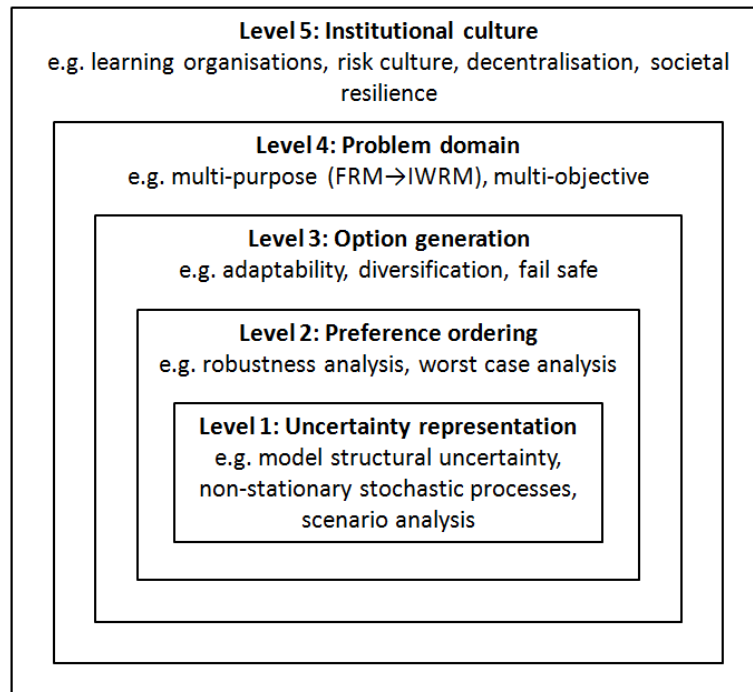 Level 5: Institutional culture
e.g. learning organisations, risk culture, decentralisation, societal
resilience
Level 4: Problem domain
e.g. multi-purpose (FRM→IWRM), multi-objective
Level 3: Option generation
e.g. adaptability, diversification, fail safe
Level 2: Preference ordering
e.g. robustness analysis, worst case analysis
Level 1: Uncertainty representation
e.g. model structural uncertainty,
non-stationary stochastic processes,
scenario analysis